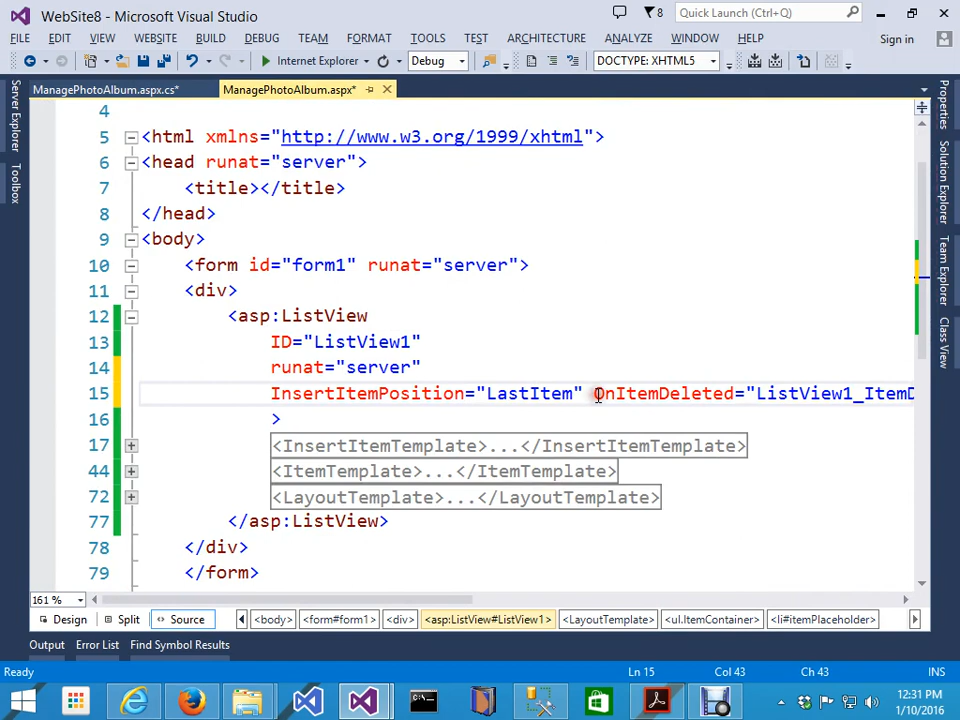 WebSite8 - Microsoft Visual Studio
8
Quick Launch (Ctrl+Q)
FILE EDIT VIEW WEBSITE BUILD DEBUG TEAM FORMAT TOOLS TEST ARCHITECTURE ANALYZE WINDOW HELP Sign in
Internet Explorer Debug DOCTYPE: XHTML5
ManagePhotoAlbum.aspx.cs* ManagePhotoAlbum.aspx*
Server Explorer
Toolbox
4
5 <html xmlns="http://www.w3.org/1999/xhtml">
6 <head runat="server">
7 <title></title>
8 </head>
9 <body>
10 <form id="form1" runat="server">
11 <div>
12 <asp:ListView
13 ID="ListView1"
14 runat="server"
15 InsertItemPosition="LastItem" OnItemDeleted="ListView1_ItemD
16 >
17 <InsertItemTemplate>...</InsertItemTemplate>
44 <ItemTemplate>...</ItemTemplate>
72 <LayoutTemplate>...</LayoutTemplate>
77 </asp:ListView>
78 </div>
79 </form>
Properties
Solution Explorer
Team Explorer
Class View
161 %
Design Split Source <body> <form#form1> <div> <asp:ListView#ListView1> <LayoutTemplate> <ul.itemContainer> <li#itemPlaceholder>
Output Error List Find Symbol Results
Ready Ln 15 Col 43 Ch 43 INS
12:31 PM
1/10/2016